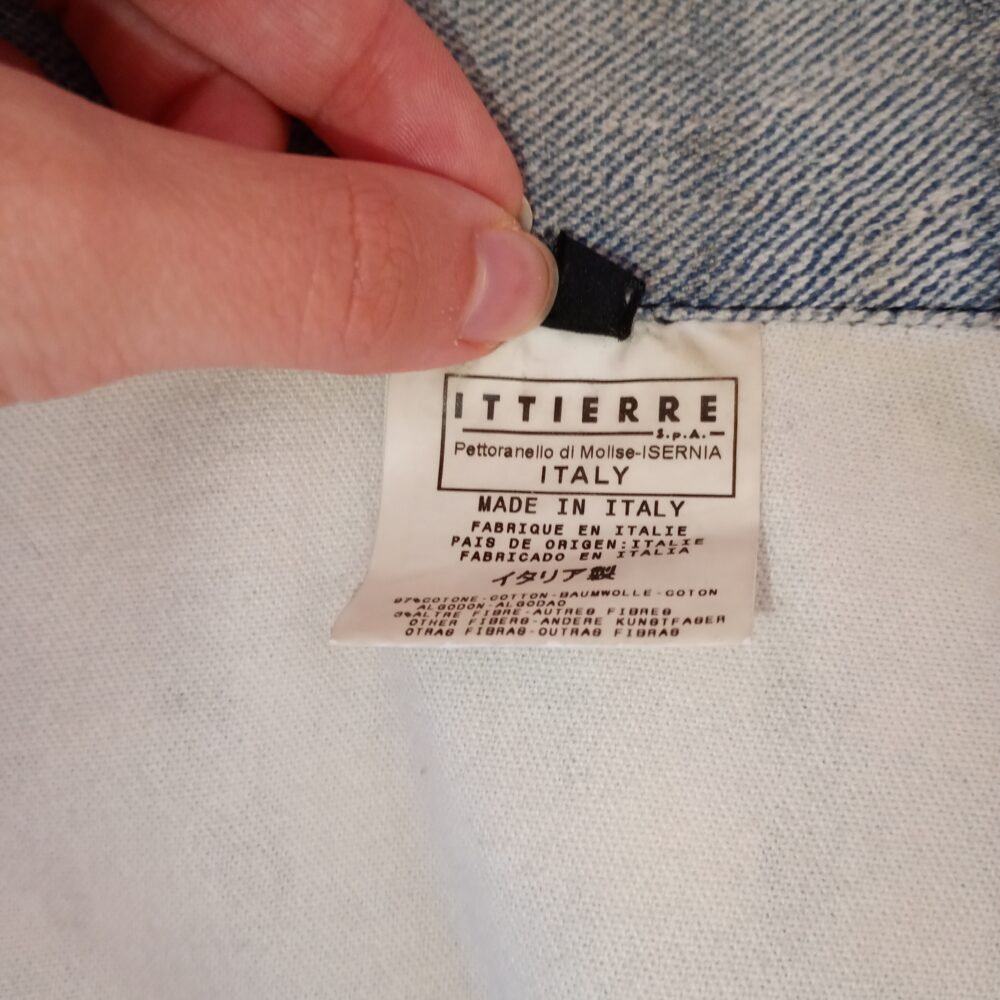 ITTIERRE
S.p.A.
Pettoranello di Molise-ISERNIA
ITALY
MADE IN ITALY
FABRIQUE EN ITALIE
PAIS DE ORIGEN:ITALIE
FABRICADO EN ITALIA
イタリア製
97%COTONE-COTTON-BAUMWOLLE-COTON
ALGODON-ALGODAO
3%ALTRE FIBRE-AUTRES FIBRES
OTHER FIBERS-ANDERE KUNSTFASER
OTRAS FIBRAS-OUTRAS FIBRAS